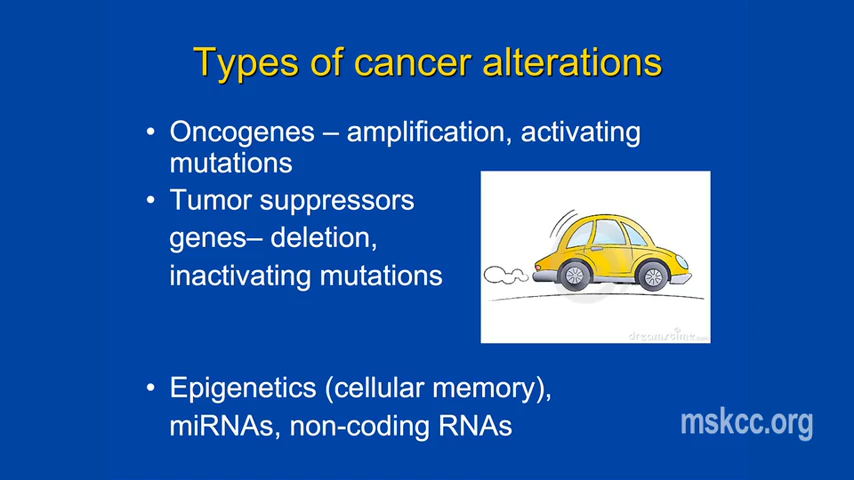 Types of cancer alterations
• Oncogenes – amplification, activating
mutations
• Tumor suppressors
genes– deletion,
inactivating mutations
dreamstime.com
• Epigenetics (cellular memory),
miRNAs, non-coding RNAs
mskcc.org